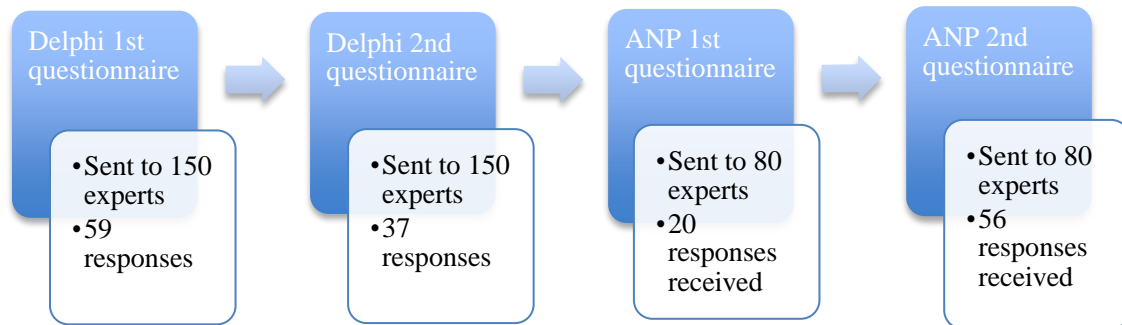 Delphi 1st
questionnaire
•Sent to 150
experts
•59
responses
Delphi 2nd
questionnaire
•Sent to 150
experts
•37
responses
ANP 1st
questionnaire
•Sent to 80
experts
•20
responses
received
ANP 2nd
questionnaire
•Sent to 80
experts
•56
responses
received